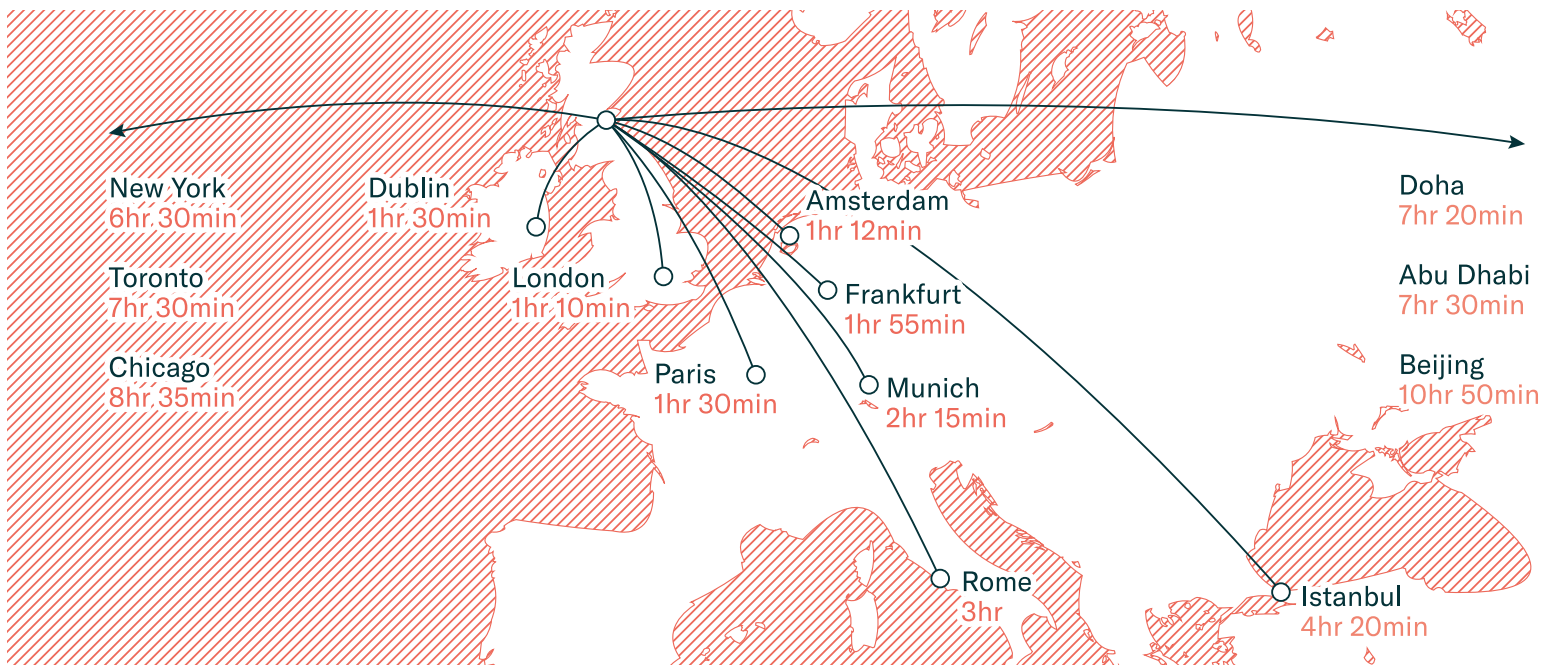 New York
6hr 30min
Toronto
7hr 30min
Chicago
8hr 35min
Dublin
1hr 30min
London
1hr 10min
Paris
1hr 30min
Amsterdam
1hr 12min
Frankfurt
1hr 55min
Munich
2hr 15min
Rome
3hr
Istanbul
4hr 20min
Doha
7hr 20min
Abu Dhabi
7hr 30min
Beijing
10hr 50min